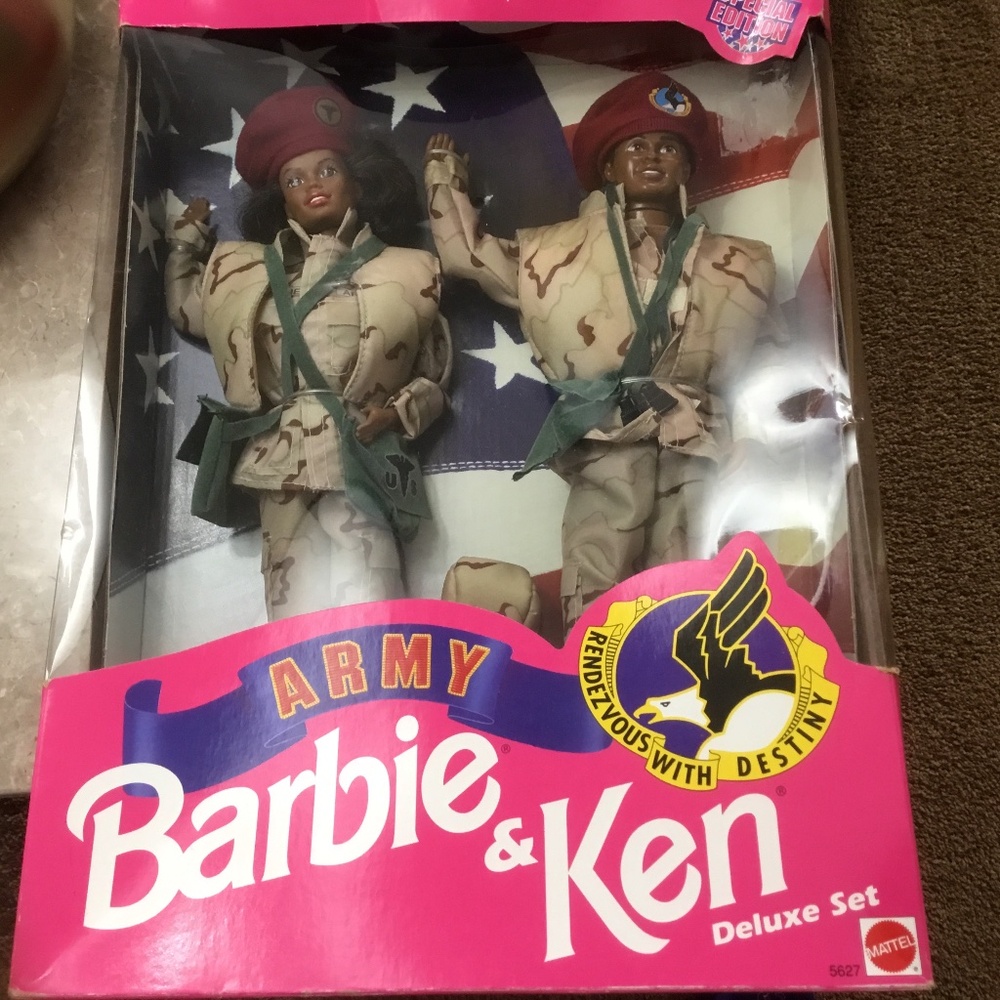 SPECIAL
EDITION
U S
ARMY
RENDEZVOUS WITH DESTINY
Barbie®
& Ken®
Deluxe Set
MATTEL®
5627